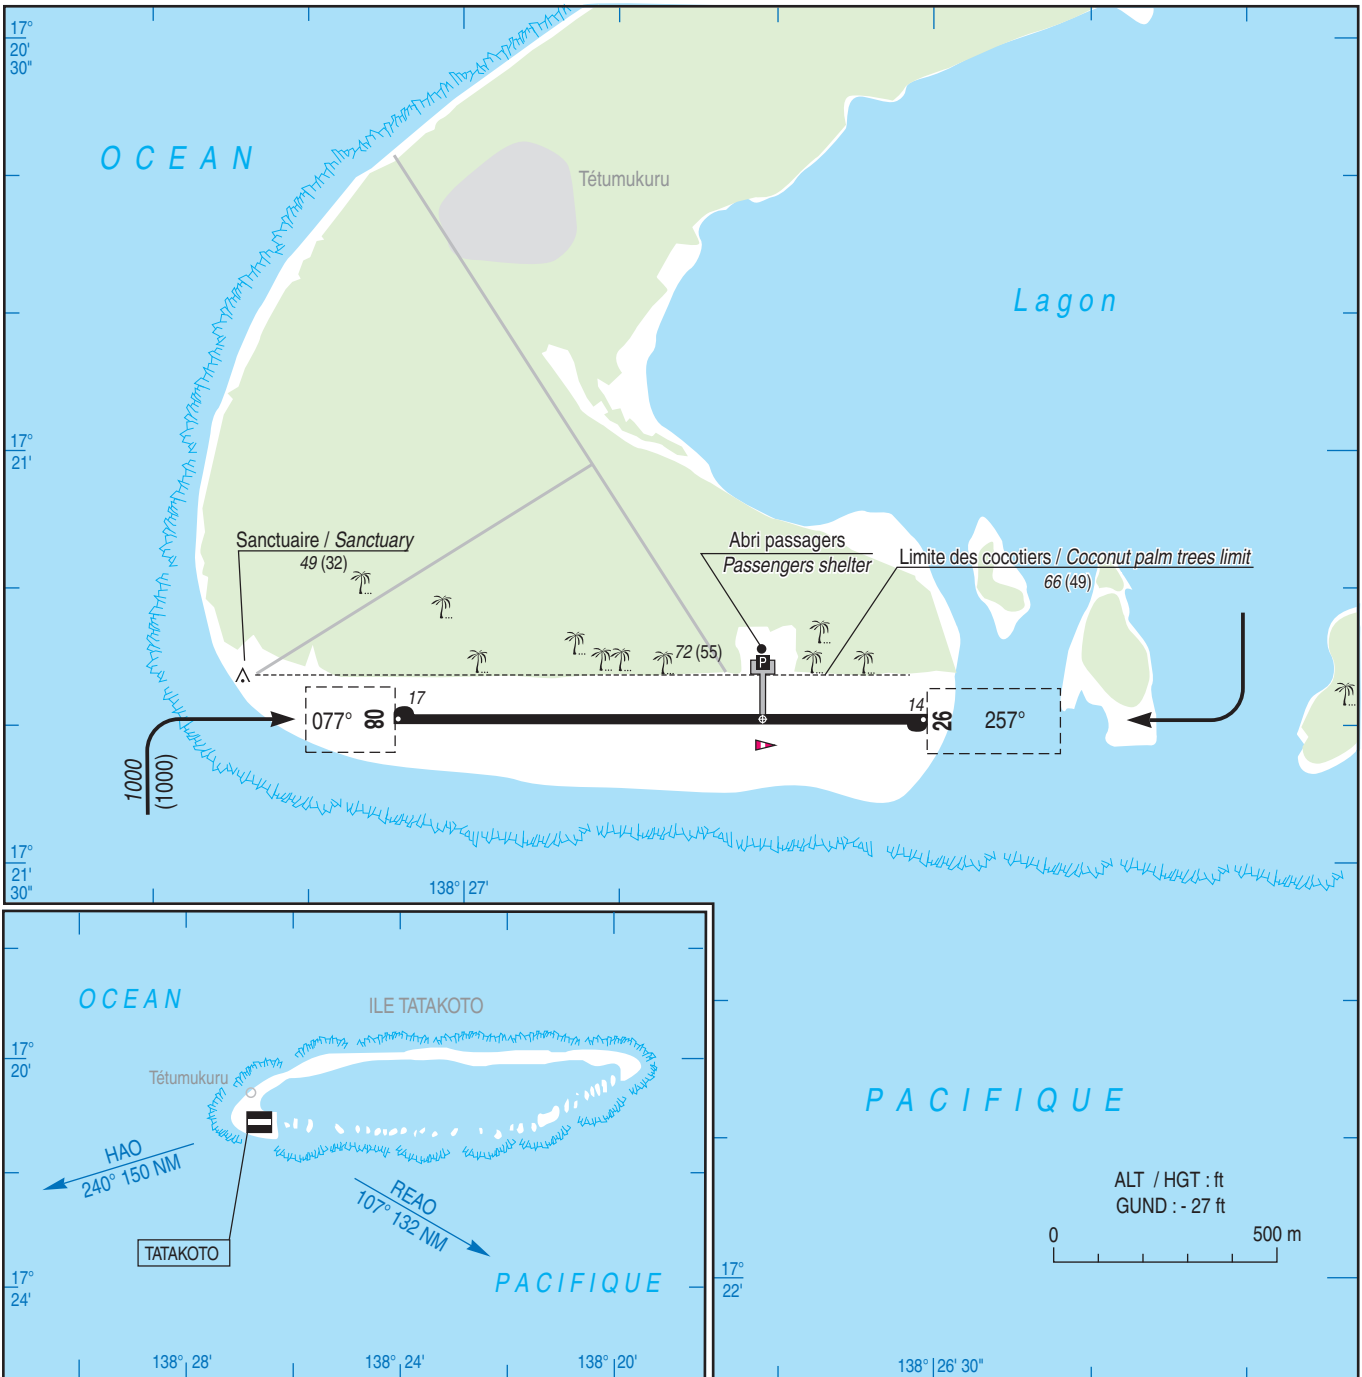 17°
20'
30"
OCEAN
Tétumukuru
Lagon
17°
21'
Sanctuaire / Sanctuary
49 (32)
Abri passagers
Passengers shelter
Limite des cocotiers / Coconut palm trees limit
66 (49)
72 (55)
P
17
14
077°
08
26
257°
1000
(1000)
17°
21'
30"
138° 27'
OCEAN
ILE TATAKOTO
17°
20'
Tétumukuru
HAO
240° 150 NM
REAO
107° 132 NM
TATAKOTO
PACIFIQUE
17°
24'
138° 28'
138° 24'
138° 20'
PACIFIQUE
ALT / HGT : ft
GUND : - 27 ft
0
500 m
17°
22'
138° 26' 30"